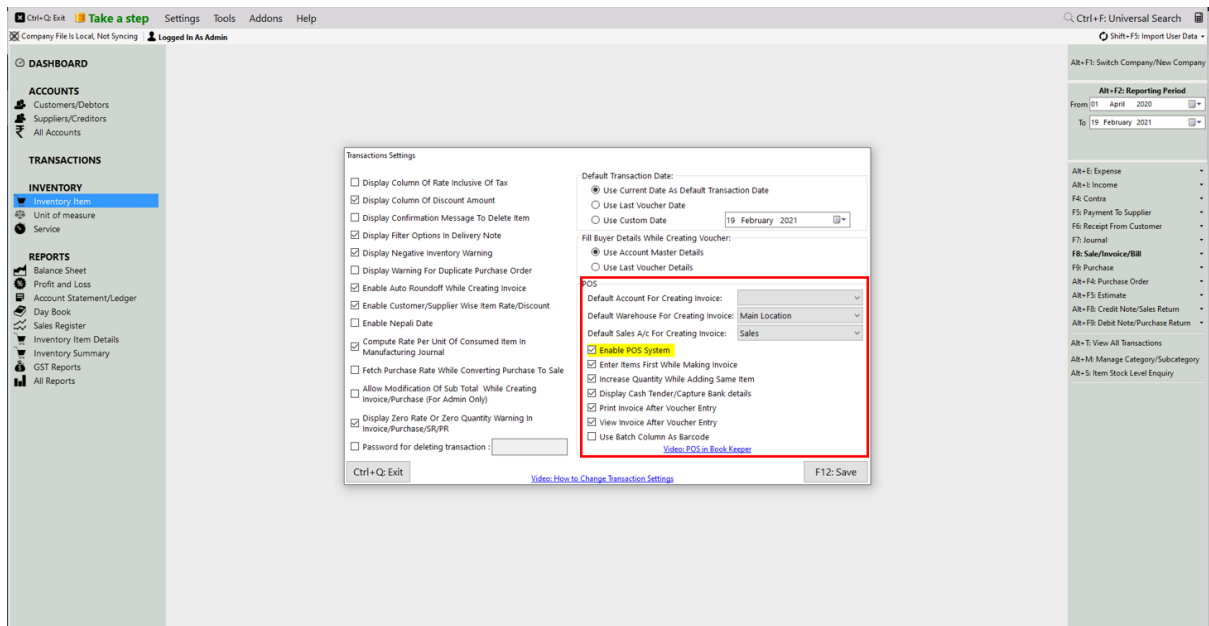 Ctrl+Q: Exit Take a step Settings Tools Addons Help Ctrl+F: Universal Search
Company File Is Local, Not Syncing Logged In As Admin Shift+F5: Import User Data
DASHBOARD
ACCOUNTS
Customers/Debtors
Suppliers/Creditors
All Accounts
TRANSACTIONS
INVENTORY
Inventory Item
Unit of measure
Service
REPORTS
Balance Sheet
Profit and Loss
Account Statement/Ledger
Day Book
Sales Register
Inventory Item Details
Inventory Summary
GST Reports
All Reports
Transactions Settings
Display Column Of Rate Inclusive Of Tax
Display Column Of Discount Amount
Display Confirmation Message To Delete Item
Display Filter Options In Delivery Note
Display Negative Inventory Warning
Display Warning For Duplicate Purchase Order
Enable Auto Roundoff While Creating Invoice
Enable Customer/Supplier Wise Item Rate/Discount
Enable Nepali Date
Compute Rate Per Unit Of Consumed Item In
Manufacturing Journal
Fetch Purchase Rate While Converting Purchase To Sale
Allow Modification Of Sub Total While Creating
Invoice/Purchase (For Admin Only)
Display Zero Rate Or Zero Quantity Warning In
Invoice/Purchase/SR/PR
Password for deleting transaction :
Default Transaction Date:
Use Current Date As Default Transaction Date
Use Last Voucher Date
Use Custom Date 19 February 2021
Fill Buyer Details While Creating Voucher:
Use Account Master Details
Use Last Voucher Details
POS
Default Account For Creating Invoice:
Default Warehouse For Creating Invoice: Main Location
Default Sales A/c For Creating Invoice: Sales
Enable POS System
Enter Items First While Making Invoice
Increase Quantity While Adding Same Item
Display Cash Tender/Capture Bank details
Print Invoice After Voucher Entry
View Invoice After Voucher Entry
Use Batch Column As Barcode
Video: POS in Book Keeper
Ctrl+Q: Exit Video: How to Change Transaction Settings F12: Save
Alt+F1: Switch Company/New Company
Alt+F2: Reporting Period
From 01 April 2020
To 19 February 2021
Alt+E: Expense
Alt+I: Income
F4: Contra
F5: Payment To Supplier
F6: Receipt From Customer
F7: Journal
F8: Sale/Invoice/Bill
F9: Purchase
Alt+F4: Purchase Order
Alt+F5: Estimate
Alt+F8: Credit Note/Sales Return
Alt+F9: Debit Note/Purchase Return
Alt+T: View All Transactions
Alt+M: Manage Category/Subcategory
Alt+S: Item Stock Level Enquiry